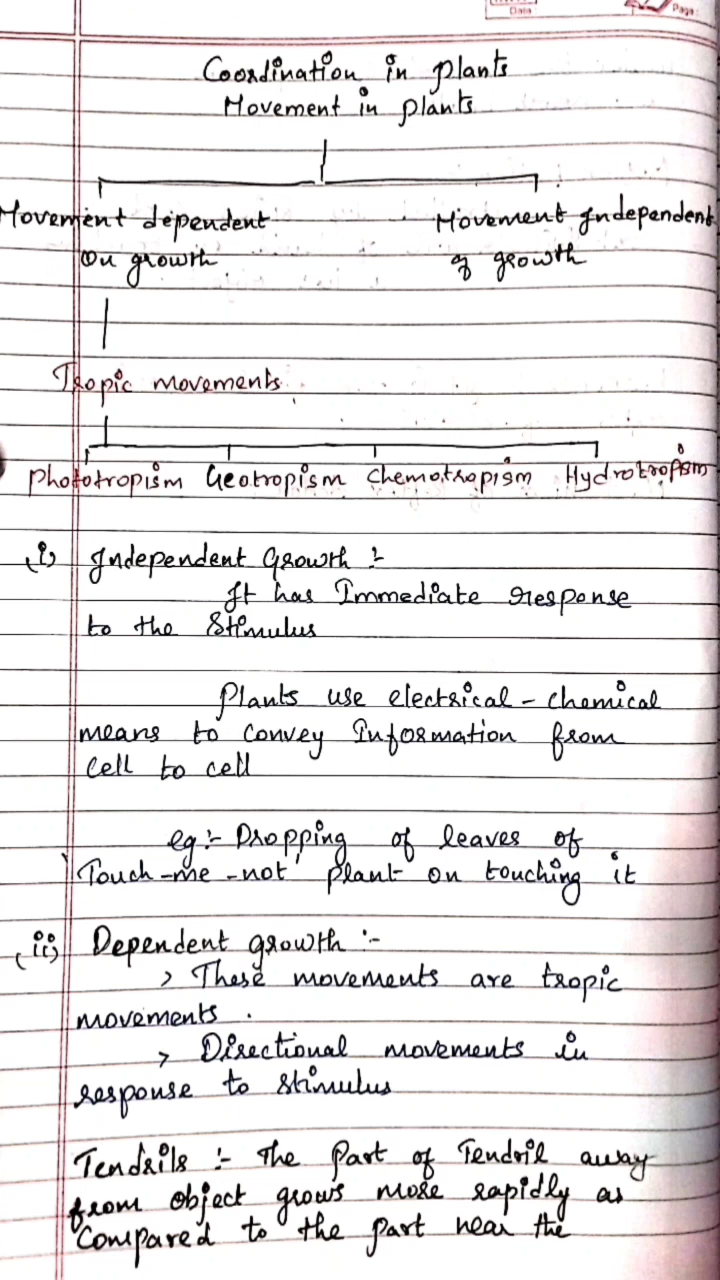 Data
Page:
Coordination in plants
Movement in plants
Movement dependent
on growth
Movement Independent
of growth
Tropic movements
Phototropism Geotropism Chemotropism Hydrotropism
(i) Independent Growth :-
It has Immediate response
to the Stimulus
Plants use electrical - chemical
means to convey Information from
Cell to cell
eg:- Dropping of leaves of
'Touch-me-not' plant on touching it
(ii) Dependent growth :-
> These movements are tropic
movements.
> Directional movements in
response to stimulus
Tendrils :- The Part of Tendril away
from object grows more rapidly as
Compared to the part near the